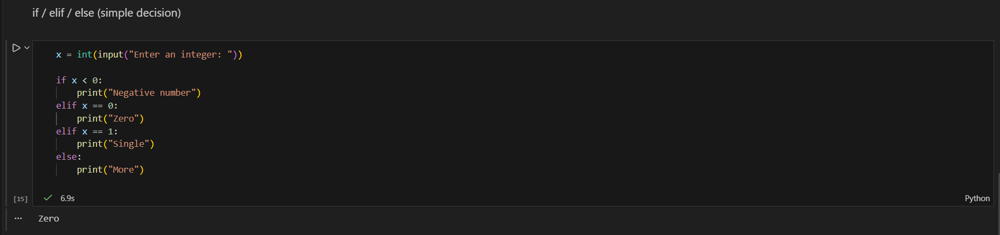 if / elif / else (simple decision)
x = int(input("Enter an integer: "))
if x < 0:
    print("Negative number")
elif x == 0:
    print("Zero")
elif x == 1:
    print("Single")
else:
    print("More")
[15] 6.9s Python
Zero